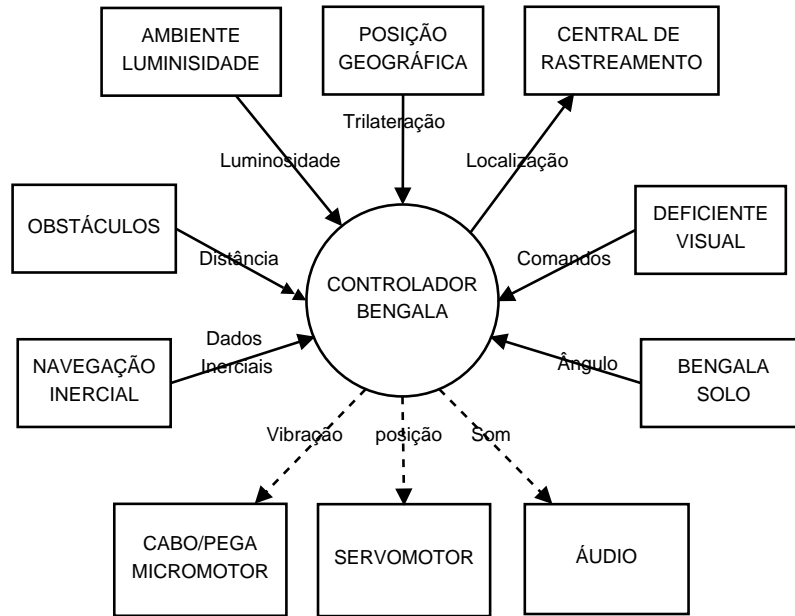 AMBIENTE
LUMINISIDADE
POSIÇÃO
GEOGRÁFICA
CENTRAL DE
RASTREAMENTO
Trilateração
Luminosidade
Localização
OBSTÁCULOS
DEFICIENTE
VISUAL
Distância
Comandos
CONTROLADOR
BENGALA
Dados
Inerciais
NAVEGAÇÃO
INERCIAL
Ângulo
BENGALA
SOLO
Vibração
posição
Som
CABO/PEGA
MICROMOTOR
SERVOMOTOR
ÁUDIO